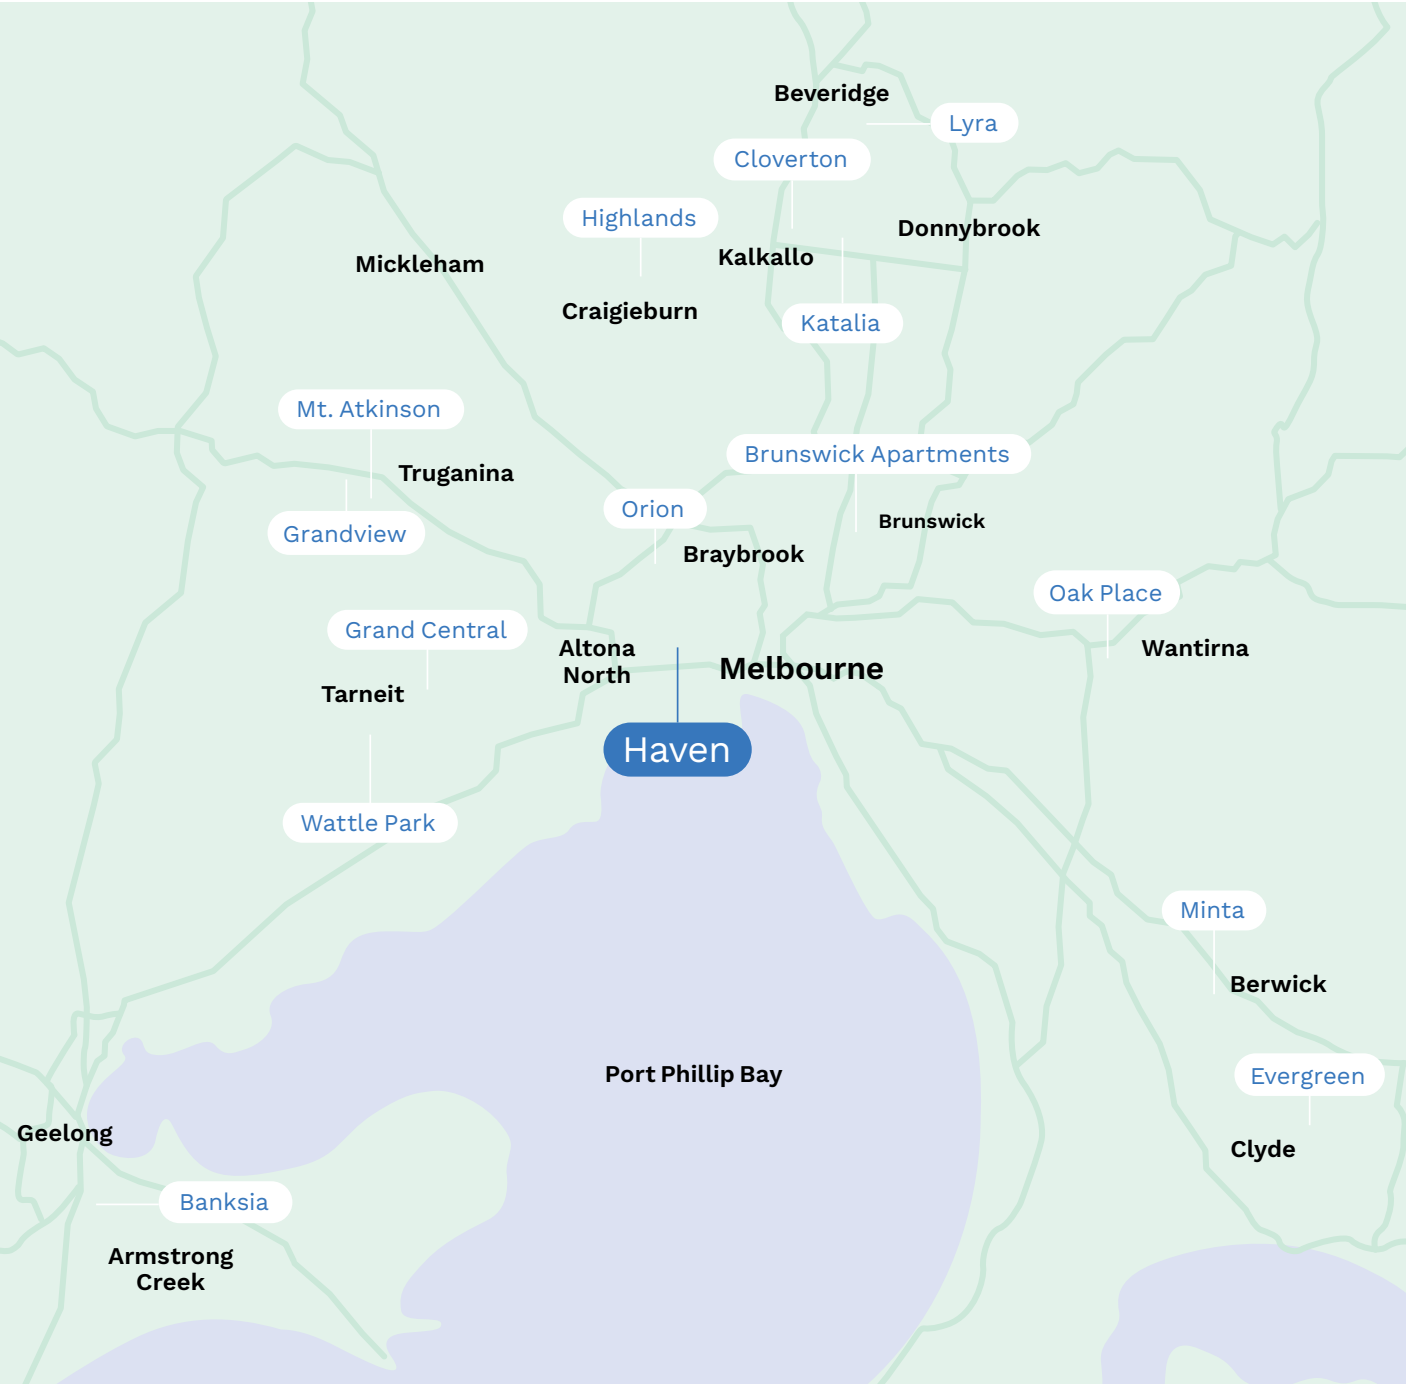 Beveridge
Lyra
Cloverton
Highlands
Donnybrook
Kalkallo
Mickleham
Craigieburn
Katalia
Mt. Atkinson
Brunswick Apartments
Truganina
Orion
Brunswick
Grandview
Braybrook
Oak Place
Grand Central
Altona
North
Wantirna
Melbourne
Tarneit
Haven
Wattle Park
Minta
Berwick
Port Phillip Bay
Evergreen
Geelong
Clyde
Banksia
Armstrong
Creek